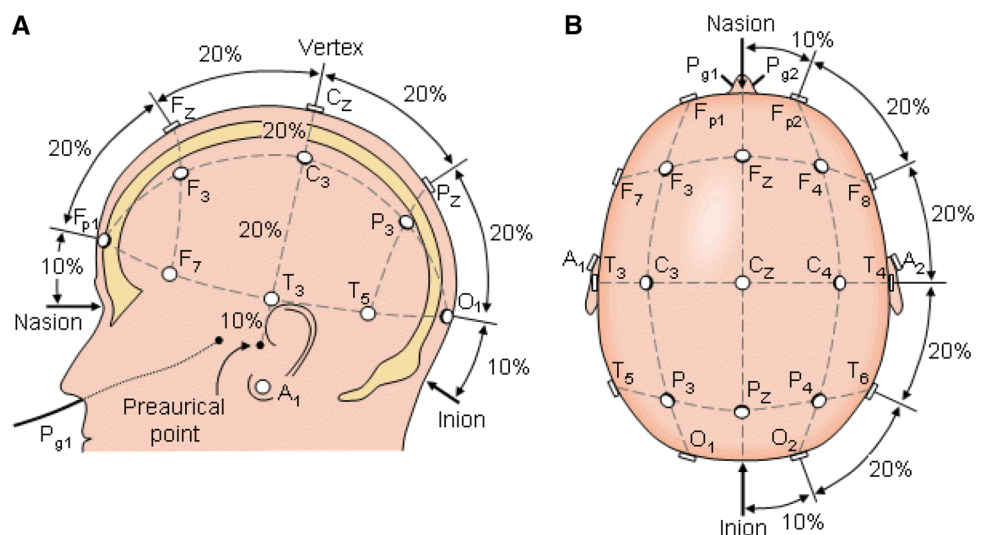 A
Vertex
20%
20%
Fz
Cz
20%
20%
F3
C3
Pz
Fp1
P3
20%
20%
10%
F7
T3
T5
O1
Nasion
10%
10%
A1
Preaurical
point
Inion
Pg1
B
Nasion
10%
Pg1
Pg2
Fp1
Fp2
20%
F7
F3
Fz
F4
F8
20%
A1
T3
C3
Cz
C4
T4
A2
20%
T5
P3
Pz
P4
T6
O1
O2
20%
10%
Inion